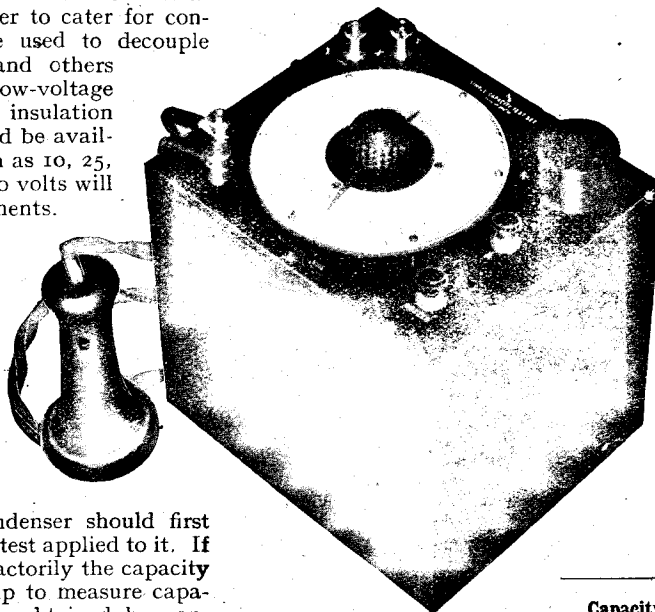 er to cater for con-
e used to decouple
and others
ow-voltage
insulation
d be avail-
n as 10, 25,
o volts will
nents.
ndenser should first
test applied to it. If
actorily the capacity
up to measure capa-
Capacit